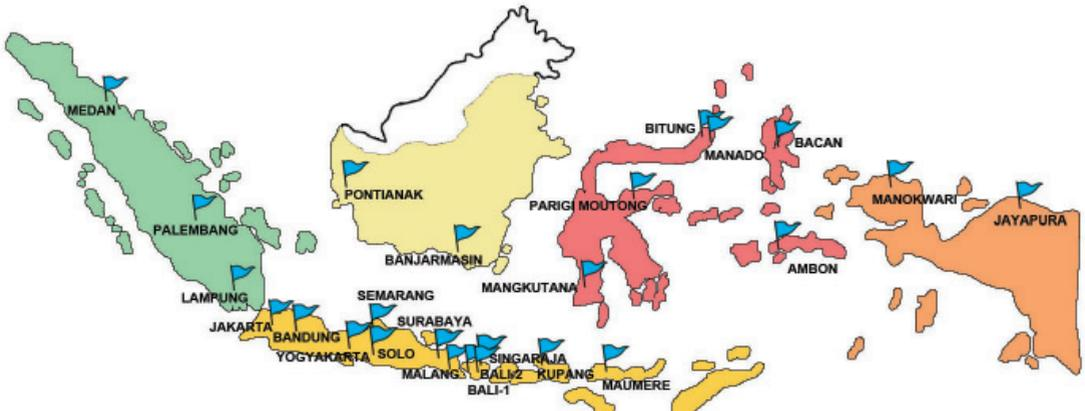 MEDAN
BITUNG
BACAN
MANADO
PONTIANAK
MANOKWARI
PARIGI MOUTONG
JAYAPURA
PALEMBANG
BANJARMASIN
AMBON
MANGKUTANA
LAMPUNG
SEMARANG
JAKARTA
SURABAYA
BANDUNG
YOGYAKARTA
SOLO
SINGARAJA
MALANG
BALI-2
KUPANG
MAUMERE
BALI-1